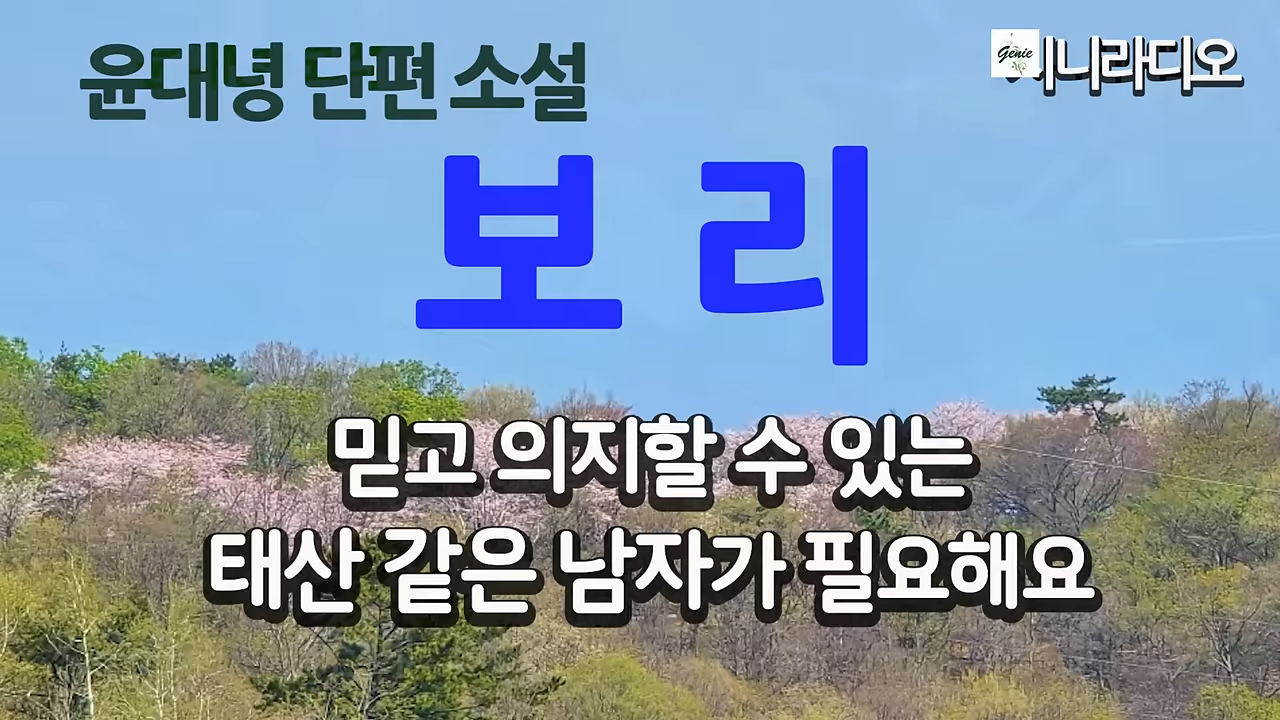 윤대녕 단편 소설
Genie
지니라디오
보리
믿고 의지할 수 있는
태산 같은 남자가 필요해요